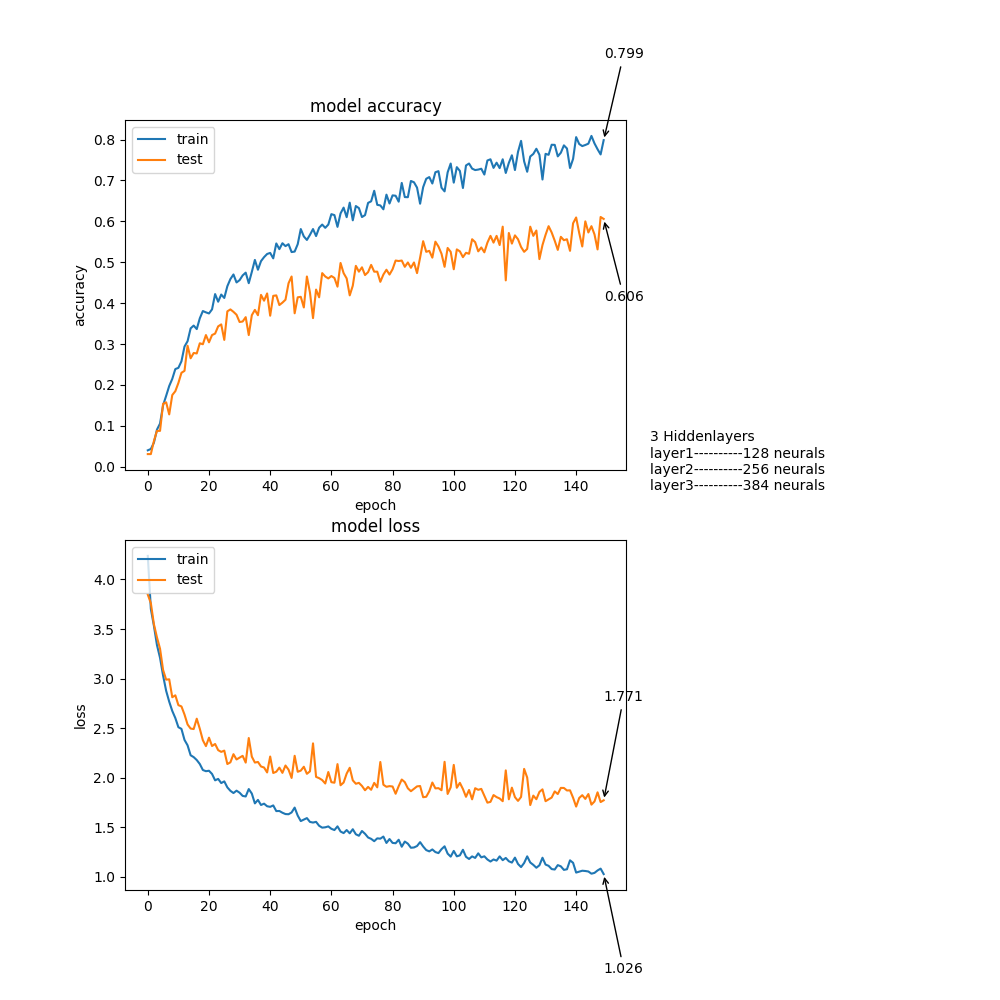 0.799
model accuracy
train
test
0.8
0.7
0.6
0.5
0.4
0.3
0.2
0.1
0.0
accuracy
0.606
0 20 40 60 80 100 120 140
epoch
3 Hiddenlayers
layer1----------128 neurals
layer2----------256 neurals
layer3----------384 neurals
model loss
train
test
4.0
3.5
3.0
2.5
2.0
1.5
1.0
loss
1.771
0 20 40 60 80 100 120 140
epoch
1.026